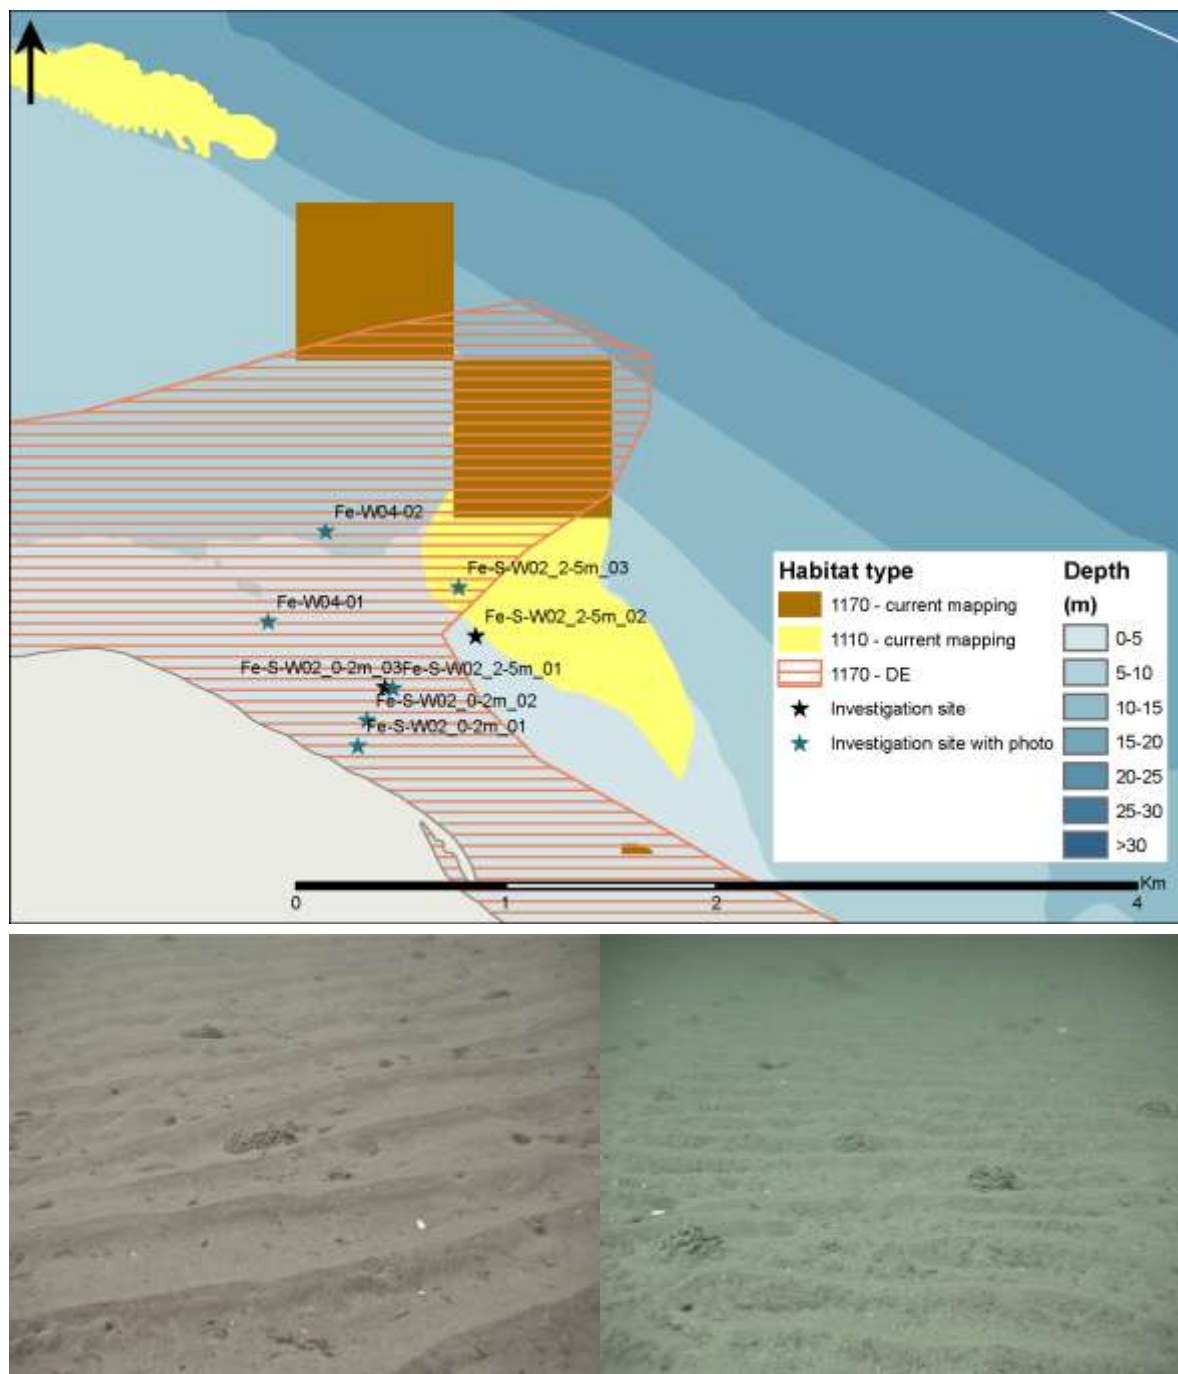 Fe-W04-02
Fe-S-W02_2-5m_03
Fe-W04-01
Fe-S-W02_2-5m_02
Fe-S-W02_0-2m_03
Fe-S-W02_2-5m_01
Fe-S-W02_0-2m_02
Fe-S-W02_0-2m_01
Habitat type
1170 - current mapping
1110 - current mapping
1170 - DE
Investigation site
Investigation site with photo
Depth
(m)
0-5
5-10
10-15
15-20
20-25
25-30
>30
Km
0
1
2
4